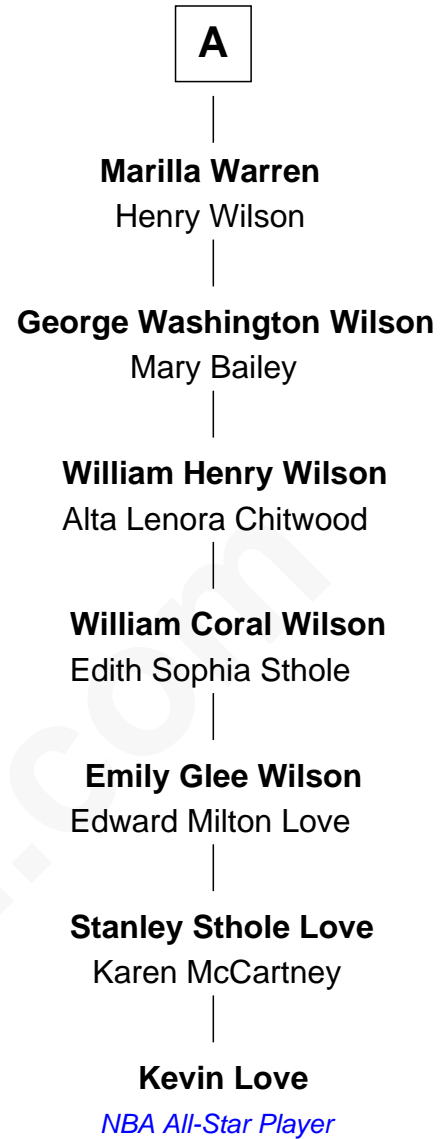 A
Marilla Warren
Henry Wilson
George Washington Wilson
Mary Bailey
William Henry Wilson
Alta Lenora Chitwood
William Coral Wilson
Edith Sophia Sthole
Emily Glee Wilson
Edward Milton Love
Stanley Sthole Love
Karen McCartney
Kevin Love
NBA All-Star Player